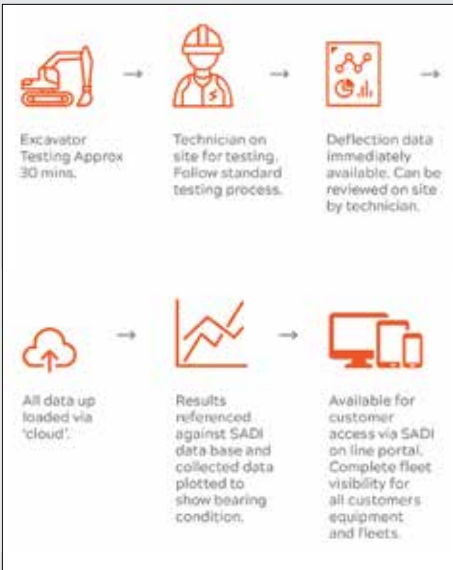 Excavator
Testing Approx
30 mins.
Technician on
site for testing.
Follow standard
testing process.
Deflection data
immediately
available. Can be
reviewed on site
by technician.
All data up
loaded via
'cloud'.
Results
referenced
against SADI
data base and
collected data
plotted to
show bearing
condition.
Available for
customer
access via SADI
on line portal.
Complete fleet
visibility for
all customers
equipment
and fleets.